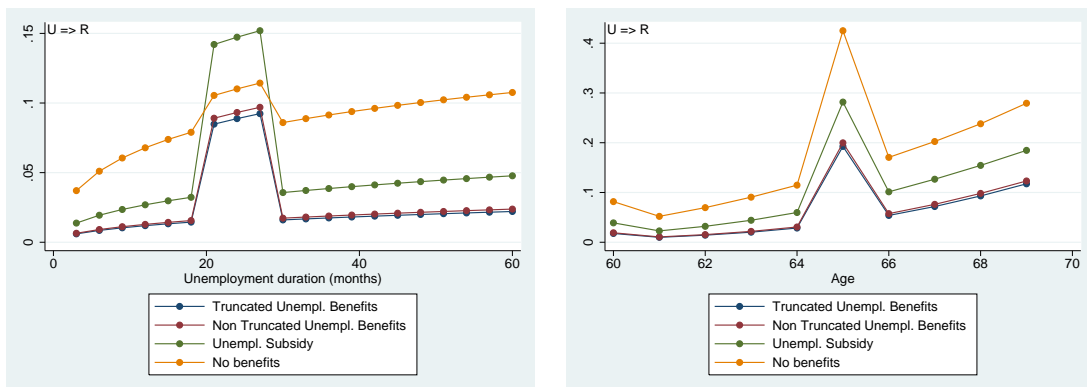 U => R
.15
.1
.05
0
0 20 40 60
Unemployment duration (months)
Truncated Unempl. Benefits
Non Truncated Unempl. Benefits
Unempl. Subsidy
No benefits
U => R
.4
.3
.2
.1
0
60 62 64 66 68 70
Age
Truncated Unempl. Benefits
Non Truncated Unempl. Benefits
Unempl. Subsidy
No benefits